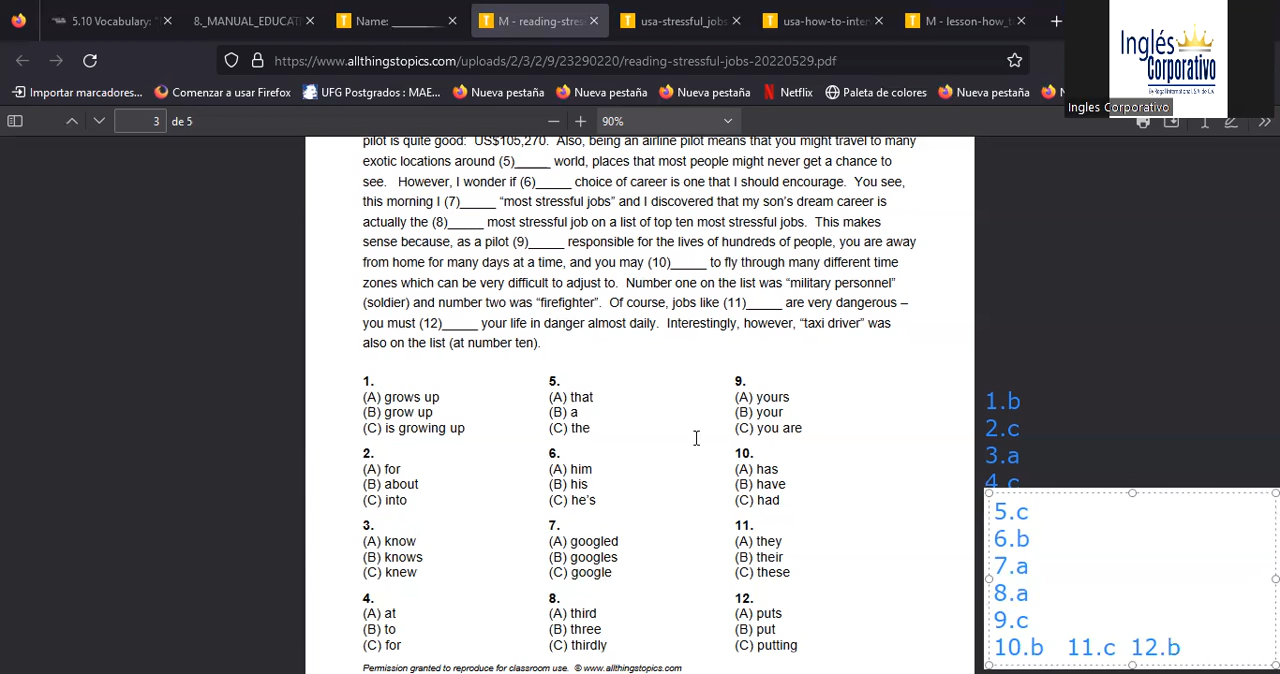 5.10 Vocabulary: "
8._MANUAL_EDUCATI
Name: ________
M - reading-stres
usa-stressful_jobs
usa-how-to-inter
M - lesson-how_t
https://www.allthingstopics.com/uploads/2/3/2/9/23290220/reading-stressful-jobs-20220529.pdf
Inglés
Corporativo
Ingles Corporativo
Importar marcadores...
Comenzar a usar Firefox
UFG Postgrados : MAE...
Nueva pestaña
Nueva pestaña
Nueva pestaña
Netflix
Paleta de colores
Nueva pestaña
3 de 5
90%
pilot is quite good: US$105,270. Also, being an airline pilot means that you might travel to many
exotic locations around (5)_____ world, places that most people might never get a chance to
see. However, I wonder if (6)_____ choice of career is one that I should encourage. You see,
this morning I (7)_____ “most stressful jobs” and I discovered that my son’s dream career is
actually the (8)_____ most stressful job on a list of top ten most stressful jobs. This makes
sense because, as a pilot (9)_____ responsible for the lives of hundreds of people, you are away
from home for many days at a time, and you may (10)_____ to fly through many different time
zones which can be very difficult to adjust to. Number one on the list was “military personnel”
(soldier) and number two was “firefighter”. Of course, jobs like (11)_____ are very dangerous –
you must (12)_____ your life in danger almost daily. Interestingly, however, “taxi driver” was
also on the list (at number ten).
1.
(A) grows up
(B) grow up
(C) is growing up
2.
(A) for
(B) about
(C) into
3.
(A) know
(B) knows
(C) knew
4.
(A) at
(B) to
(C) for
5.
(A) that
(B) a
(C) the
6.
(A) him
(B) his
(C) he’s
7.
(A) googled
(B) googles
(C) google
8.
(A) third
(B) three
(C) thirdly
9.
(A) yours
(B) your
(C) you are
10.
(A) has
(B) have
(C) had
11.
(A) they
(B) their
(C) these
12.
(A) puts
(B) put
(C) putting
Permission granted to reproduce for classroom use. © www.allthingstopics.com
1.b
2.c
3.a
4.c
5.c
6.b
7.a
8.a
9.c
10.b 11.c 12.b